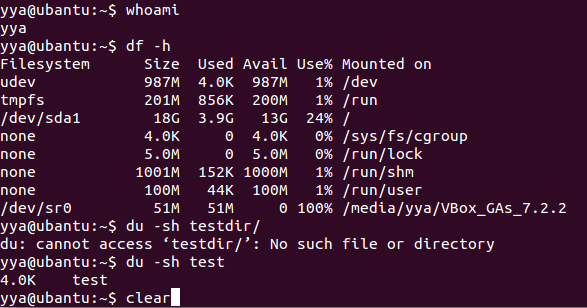 yya@ubantu:~$ whoami
yya
yya@ubantu:~$ df -h
Filesystem      Size  Used Avail Use% Mounted on
udev            987M  4.0K  987M   1% /dev
tmpfs           201M  856K  200M   1% /run
/dev/sda1        18G  3.9G   13G  24% /
none            4.0K     0  4.0K   0% /sys/fs/cgroup
none            5.0M     0  5.0M   0% /run/lock
none           1001M  152K 1000M   1% /run/shm
none            100M   44K  100M   1% /run/user
/dev/sr0         51M   51M     0 100% /media/yya/VBox_GAs_7.2.2
yya@ubantu:~$ du -sh testdir/
du: cannot access ‘testdir/’: No such file or directory
yya@ubantu:~$ du -sh test
4.0K    test
yya@ubantu:~$ clear